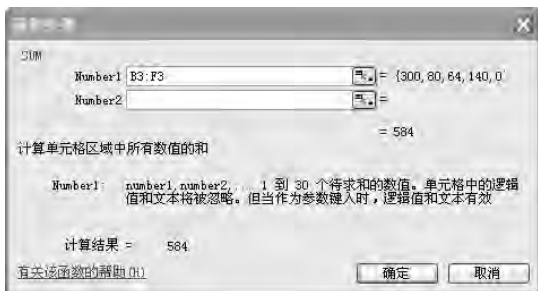 SUM
Number1 B3:F3 = {300, 80, 64, 140, 0
Number2 =
= 584
计算单元格区域中所有数值的和
Number1: number1,number2,... 1 到 30 个待求和的数值。单元格中的逻辑
值和文本将被忽略。但当作为参数键入时，逻辑值和文本有效
计算结果 = 584
有关该函数的帮助(H) 确定 取消